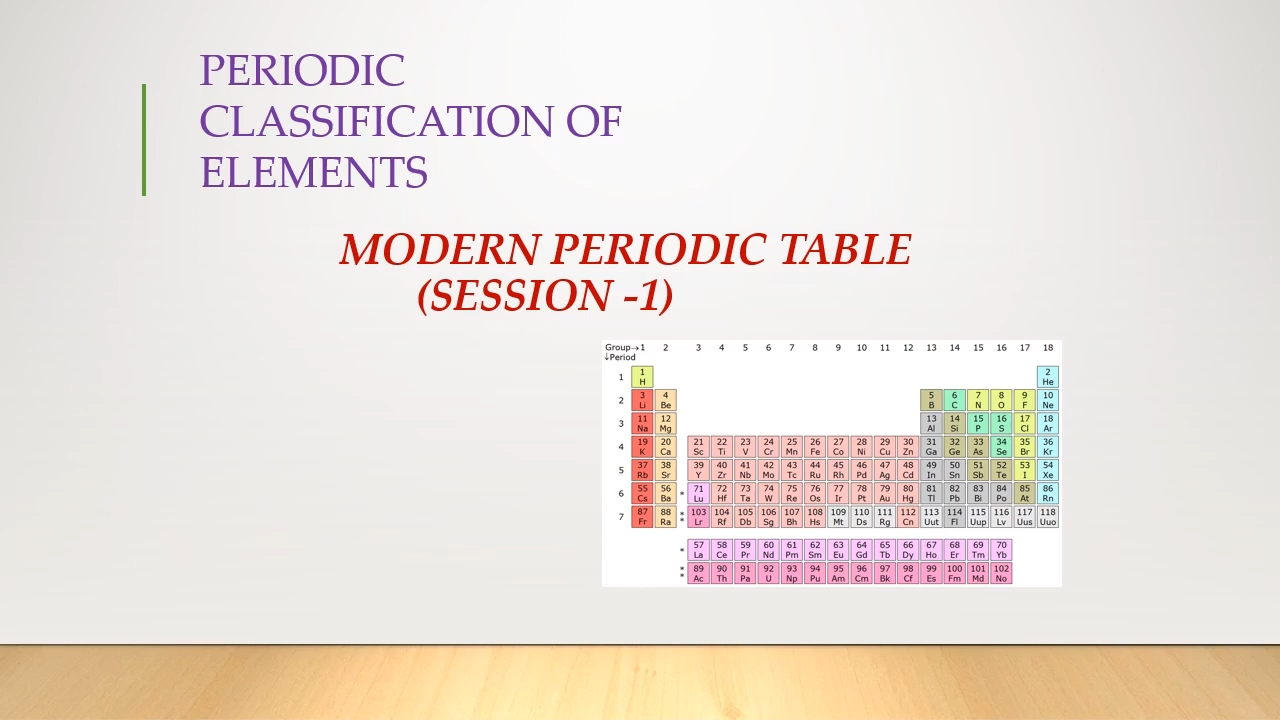 PERIODIC
CLASSIFICATION OF
ELEMENTS
MODERN PERIODIC TABLE
(SESSION -1)
Group→1 2 3 4 5 6 7 8 9 10 11 12 13 14 15 16 17 18
↓Period
1 2
1 H He
3 4 5 6 7 8 9 10
2 Li Be B C N O F Ne
11 12 13 14 15 16 17 18
3 Na Mg Al Si P S Cl Ar
19 20 21 22 23 24 25 26 27 28 29 30 31 32 33 34 35 36
4 K Ca Sc Ti V Cr Mn Fe Co Ni Cu Zn Ga Ge As Se Br Kr
37 38 39 40 41 42 43 44 45 46 47 48 49 50 51 52 53 54
5 Rb Sr Y Zr Nb Mo Tc Ru Rh Pd Ag Cd In Sn Sb Te I Xe
55 56 * 71 72 73 74 75 76 77 78 79 80 81 82 83 84 85 86
6 Cs Ba Lu Hf Ta W Re Os Ir Pt Au Hg Tl Pb Bi Po At Rn
87 88 * * 103 104 105 106 107 108 109 110 111 112 113 114 115 116 117 118
7 Fr Ra Lr Rf Db Sg Bh Hs Mt Ds Rg Cn Uut Fl Uup Lv Uus Uuo
* 57 58 59 60 61 62 63 64 65 66 67 68 69 70
La Ce Pr Nd Pm Sm Eu Gd Tb Dy Ho Er Tm Yb
* * 89 90 91 92 93 94 95 96 97 98 99 100 101 102
Ac Th Pa U Np Pu Am Cm Bk Cf Es Fm Md No